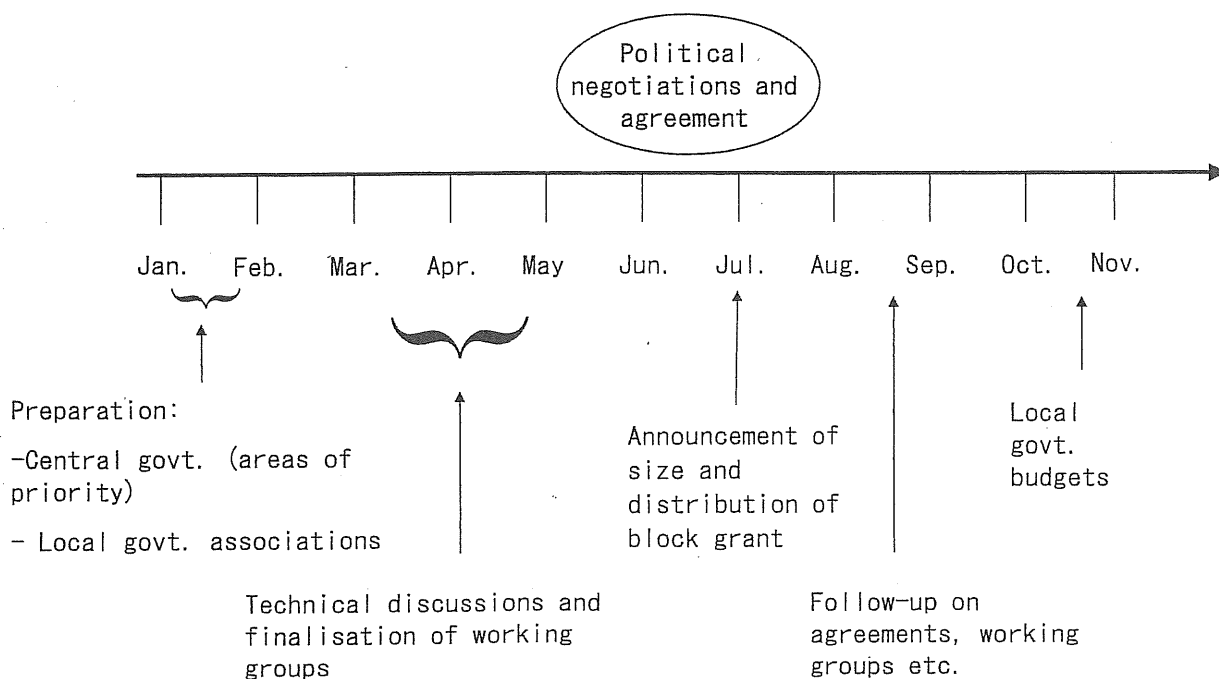 Political
negotiations and
agreement
Jan. Feb. Mar. Apr. May Jun. Jul. Aug. Sep. Oct. Nov.
Preparation:
-Central govt. (areas of
priority)
- Local govt. associations
Technical discussions and
finalisation of working
groups
Announcement of
size and
distribution of
block grant
Follow-up on
agreements, working
groups etc.
Local
govt.
budgets